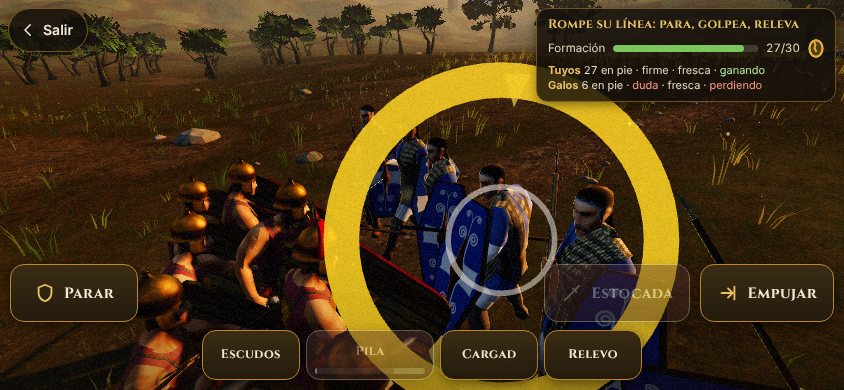 Salir
ROMPE SU LÍNEA: PARA, GOLPEA, RELEVA
Formación 27/30
Tuyos 27 en pie · firme · fresca · ganando
Galos 6 en pie · duda · fresca · perdiendo
PARAR
ESTOCADA
EMPUJAR
ESCUDOS
PILA
CARGAD
RELEVO